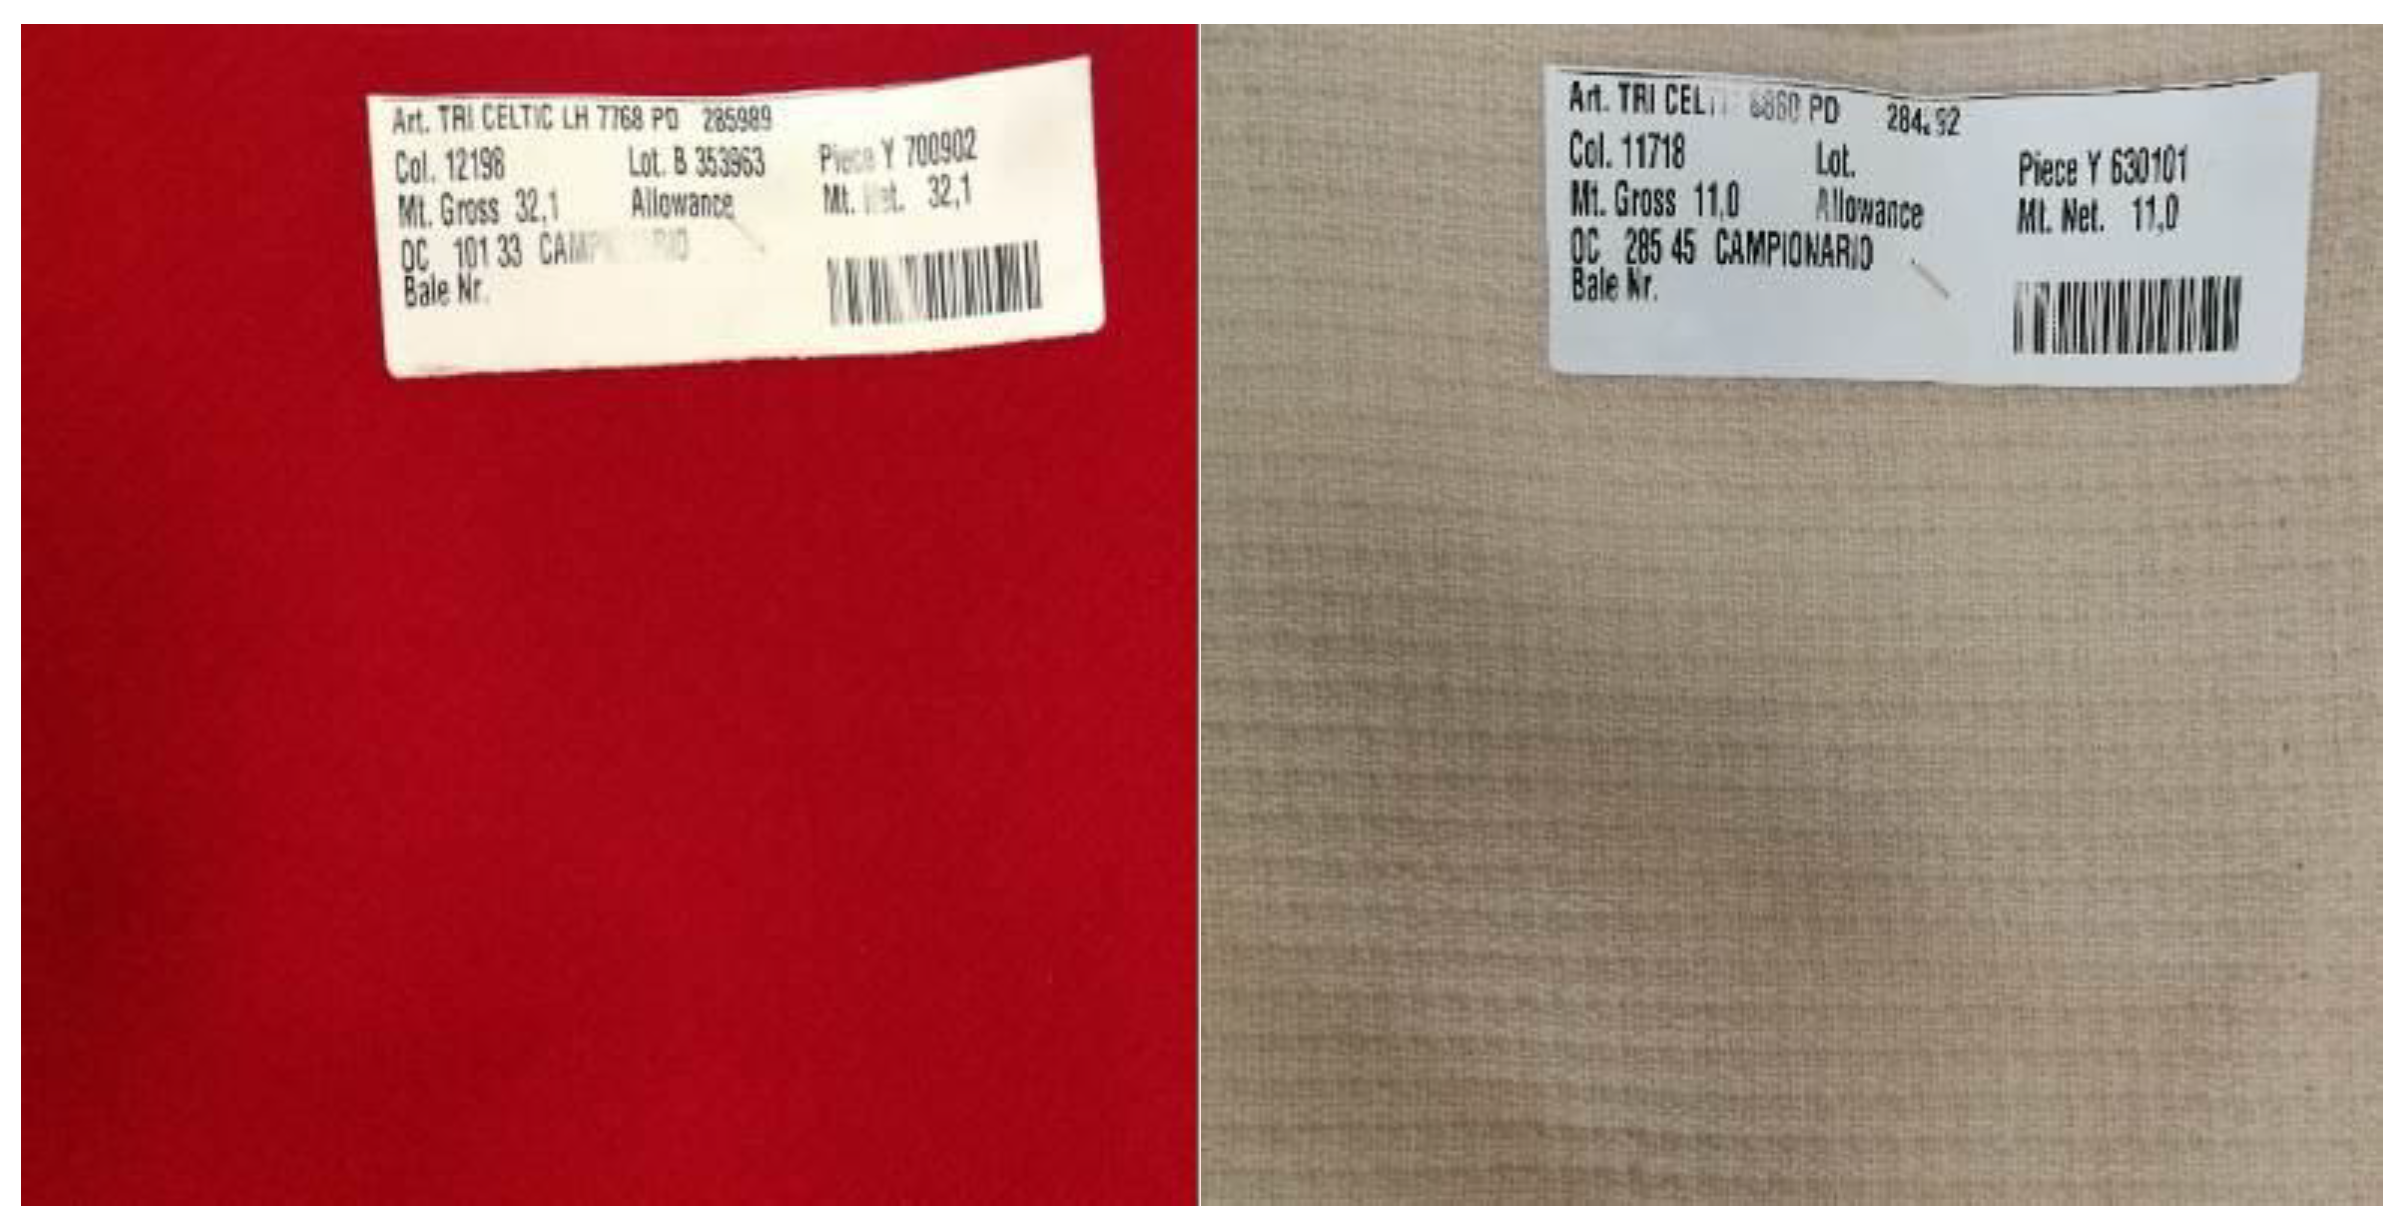 Art. TRI CELTIC LH 7768 PD 285989
Col. 12198 Lot. B 353963 Piece Y 700902
Mt. Gross 32,1 Allowance Mt. Net. 32,1
OC 101 33
Bale Nr.
Art. TRI PD
Col. 11718 Lot. Piece Y 630101
Mt. Gross 11,0 Allowance Mt. Net. 11,0
OC 285 45 CAMPIONARIO
Bale Nr.